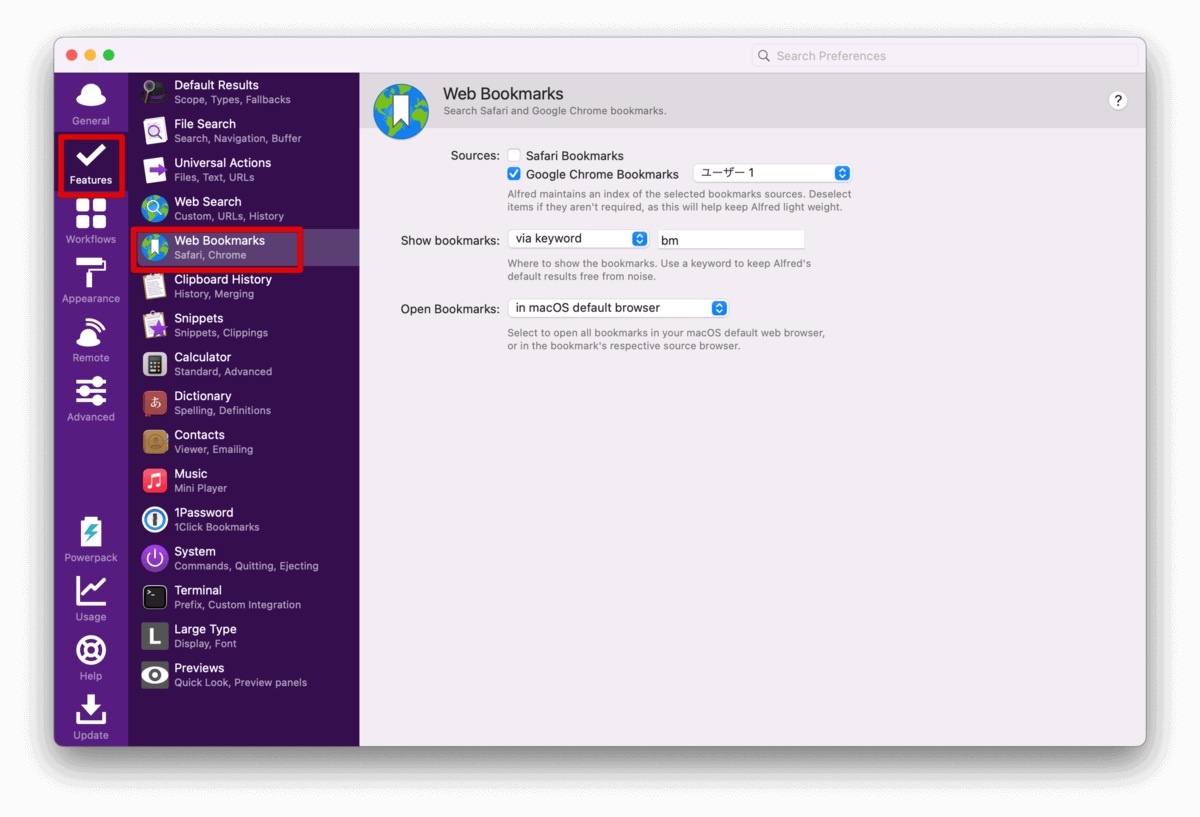 Search Preferences
General
Features
Workflows
Appearance
Remote
Advanced
Powerpack
Usage
Help
Update
Default Results
Scope, Types, Fallbacks
File Search
Search, Navigation, Buffer
Universal Actions
Files, Text, URLs
Web Search
Custom, URLs, History
Web Bookmarks
Safari, Chrome
Clipboard History
History, Merging
Snippets
Snippets, Clippings
Calculator
Standard, Advanced
あ
Dictionary
Spelling, Definitions
Contacts
Viewer, Emailing
Music
Mini Player
1Password
1Click Bookmarks
System
Commands, Quitting, Ejecting
>_
Terminal
Prefix, Custom Integration
L
Large Type
Display, Font
Previews
Quick Look, Preview panels
Web Bookmarks
Search Safari and Google Chrome bookmarks.
?
Sources: Safari Bookmarks
Google Chrome Bookmarks ユーザー 1
Alfred maintains an index of the selected bookmarks sources. Deselect
items if they aren't required, as this will help keep Alfred light weight.
Show bookmarks: via keyword bm
Where to show the bookmarks. Use a keyword to keep Alfred's
default results free from noise.
Open Bookmarks: in macOS default browser
Select to open all bookmarks in your macOS default web browser,
or in the bookmark's respective source browser.